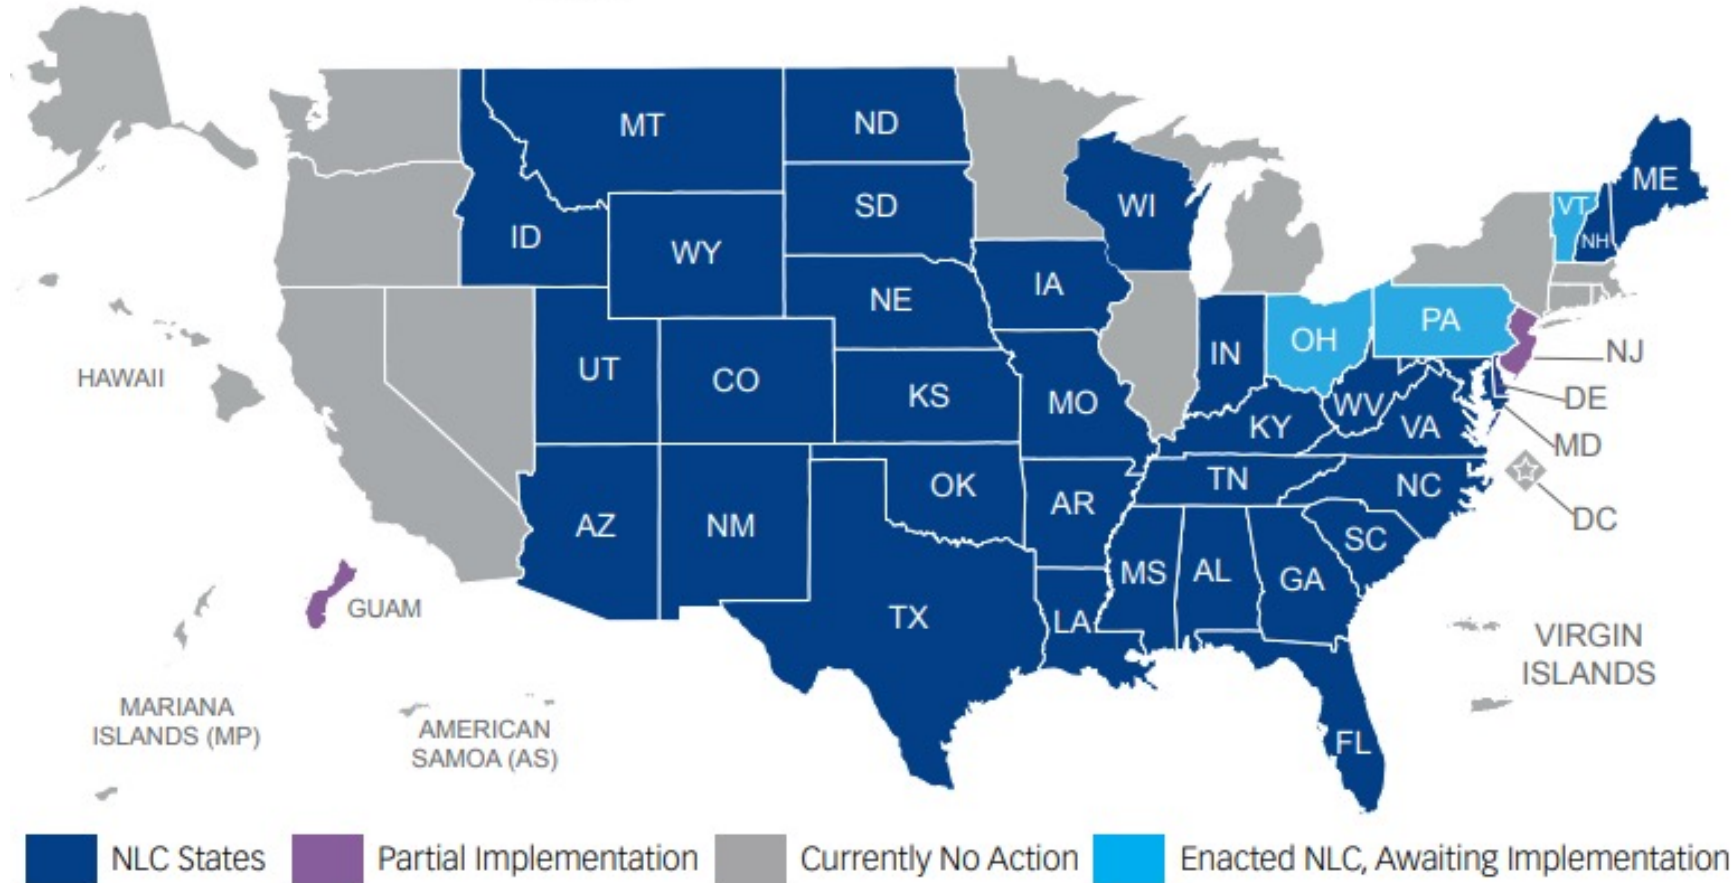 MT
ND
ME
SD
WI
VT
ID
NH
WY
IA
NE
PA
OH
IN
NJ
UT
CO
HAWAII
KS
MO
WV
DE
KY
VA
MD
TN
NC
OK
AR
AZ
NM
DC
SC
MS
AL
GA
GUAM
TX
LA
VIRGIN
ISLANDS
MARIANA
ISLANDS (MP)
AMERICAN
SAMOA (AS)
FL
NLC States
Partial Implementation
Currently No Action
Enacted NLC, Awaiting Implementation